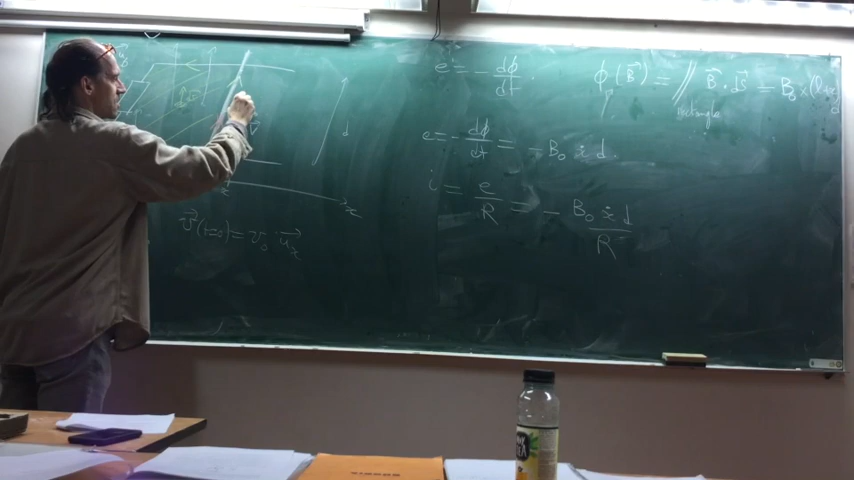 e = - dϕ/dt
ϕ(B⃗) = ∬ B⃗ . dS⃗ = B₀ × (
rectangle
d
e = - dϕ/dt = - B₀ ẋ d.
i = e/R = - B₀ ẋ d / R
x
v⃗(t=0) = v₀ . u⃗ₓ